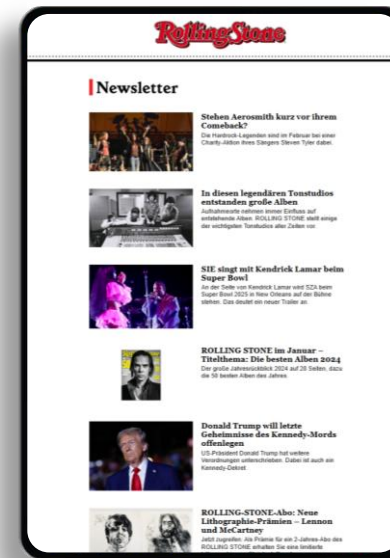 Rolling Stone
Newsletter
Stehen Aerosmith kurz vor ihrem
Comeback?
Die Hardrock-Legenden sind im Februar bei einer
Charity-Aktion ihres Sängers Steven Tyler dabei.
In diesen legendären Tonstudios
entstanden große Alben
Aufnahmeorte nehmen immer Einfluss auf
entstehende Alben. ROLLING STONE stellt einige
der wichtigsten Tonstudios aller Zeiten vor.
SIE singt mit Kendrick Lamar beim
Super Bowl
An der Seite von Kendrick Lamar wird SZA beim
Super Bowl 2025 in New Orleans auf der Bühne
stehen. Das deutet ein neuer Trailer an.
ROLLING STONE im Januar –
Titelthema: Die besten Alben 2024
Der große Jahresrückblick 2024 auf 20 Seiten, dazu
die 50 besten Alben des Jahres.
Donald Trump will letzte
Geheimnisse des Kennedy-Mords
offenlegen
US-Präsident Donald Trump hat weitere
Verordnungen unterschrieben. Dabei ist auch ein
Kennedy-Dekret.
ROLLING-STONE-Abo: Neue
Lithographie-Prämien – Lennon
und McCartney
Jetzt zugreifen: Als Prämie für ein 2-Jahres-Abo des
ROLLING STONE erhalten Sie eine limitierte